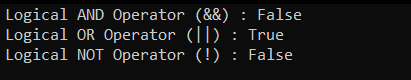 Logical AND Operator (&&) : False
Logical OR Operator (||) : True
Logical NOT Operator (!) : False